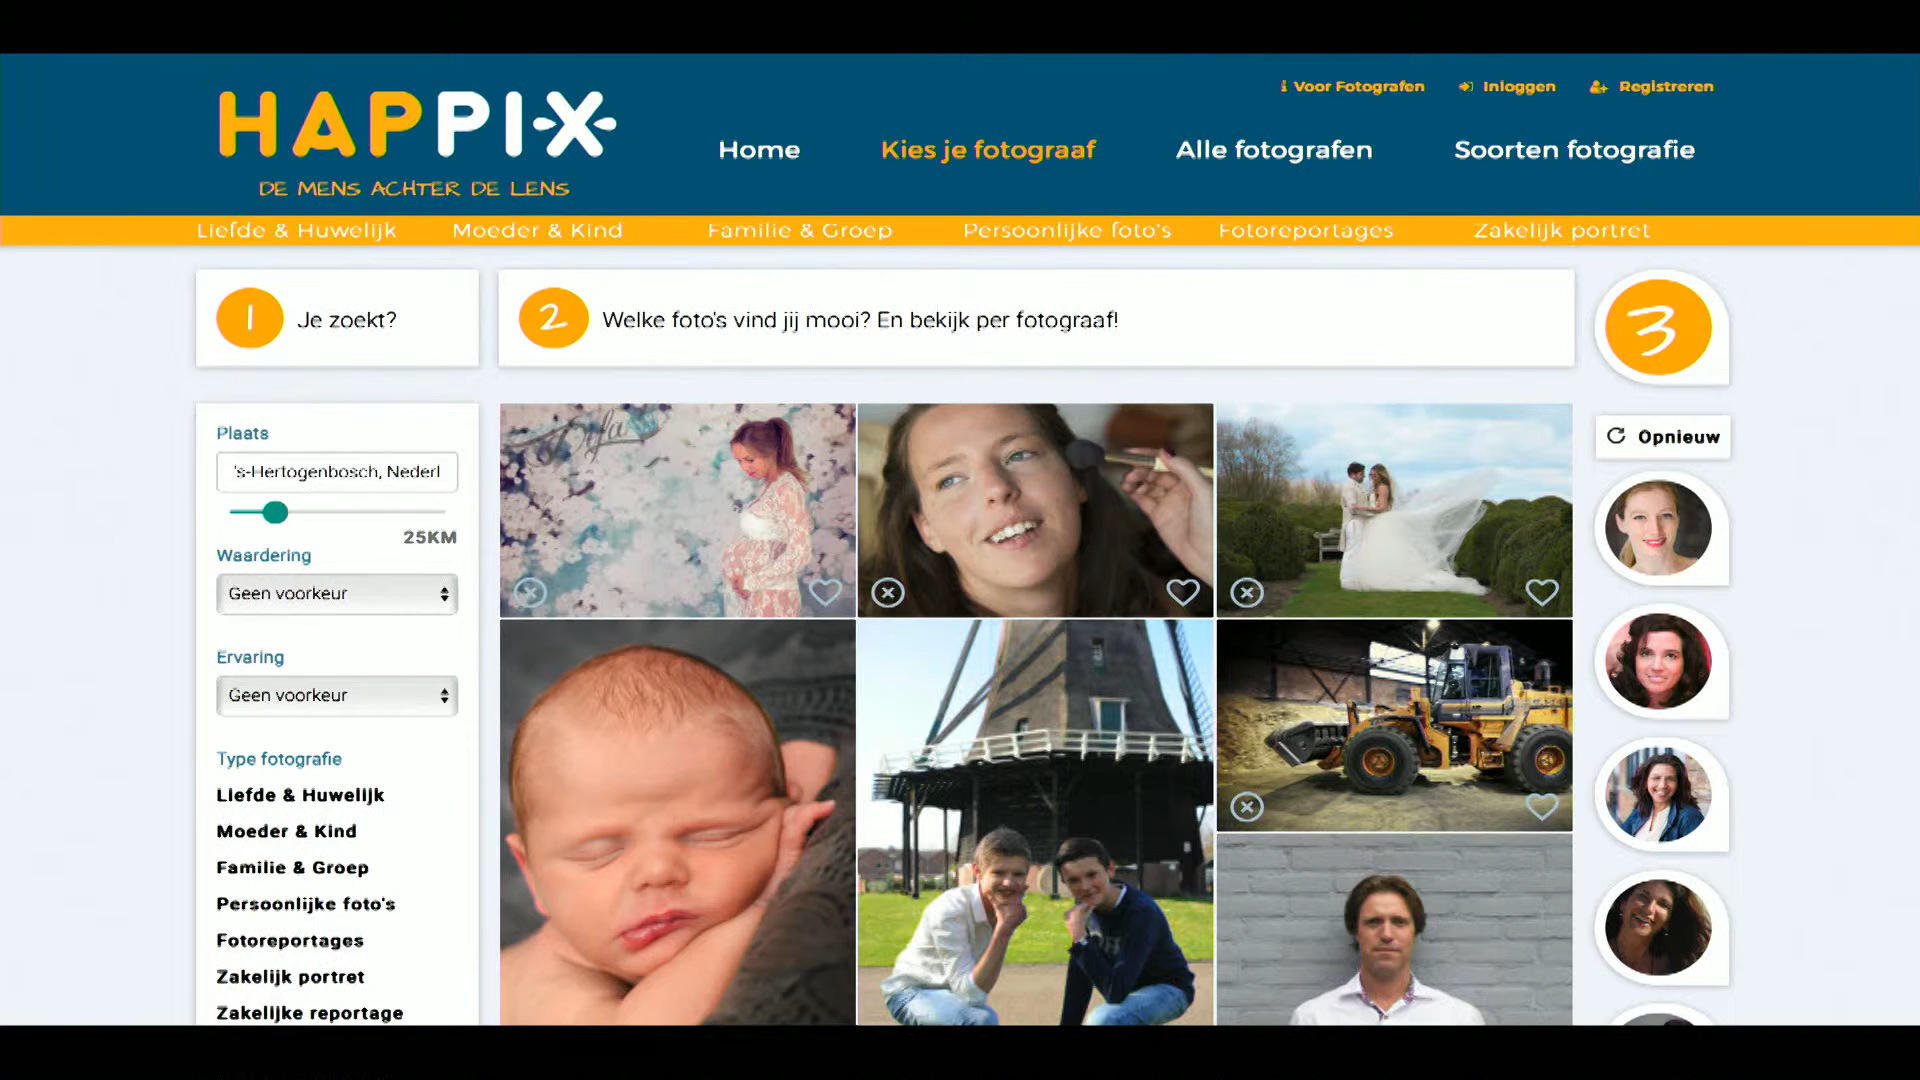 HAPPIX
DE MENS ACHTER DE LENS
Voor Fotografen
Inloggen
Registreren
Home
Kies je fotograaf
Alle fotografen
Soorten fotografie
Liefde & Huwelijk
Moeder & Kind
Familie & Groep
Persoonlijke foto's
Fotoreportages
Zakelijk portret
1
Je zoekt?
2
Welke foto's vind jij mooi? En bekijk per fotograaf!
3
Plaats
's-Hertogenbosch, Nederl
25KM
Waardering
Geen voorkeur
Ervaring
Geen voorkeur
Type fotografie
Liefde & Huwelijk
Moeder & Kind
Familie & Groep
Persoonlijke foto's
Fotoreportages
Zakelijk portret
Zakelijke reportage
Opnieuw